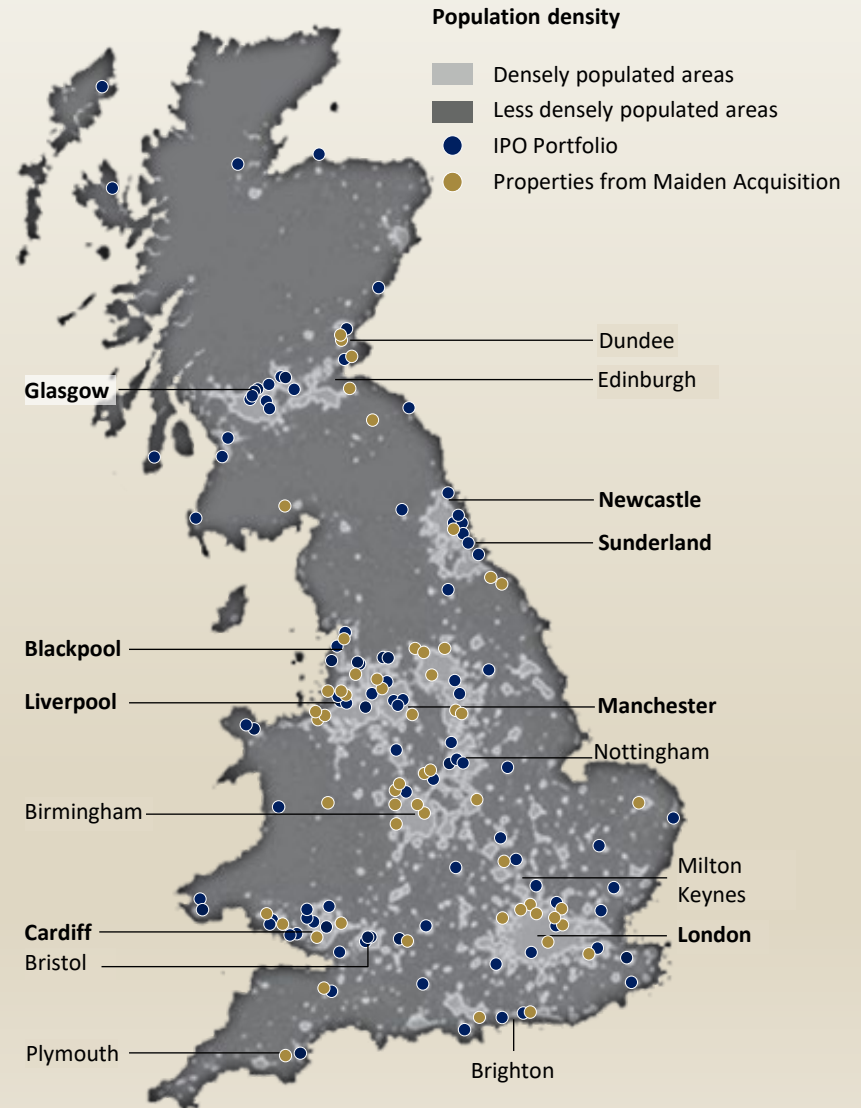 Population density
Densely populated areas
Less densely populated areas
IPO Portfolio
Properties from Maiden Acquisition
Dundee
Edinburgh
Glasgow
Newcastle
Sunderland
Blackpool
Liverpool
Manchester
Nottingham
Birmingham
Milton
Keynes
Cardiff
London
Bristol
Plymouth
Brighton